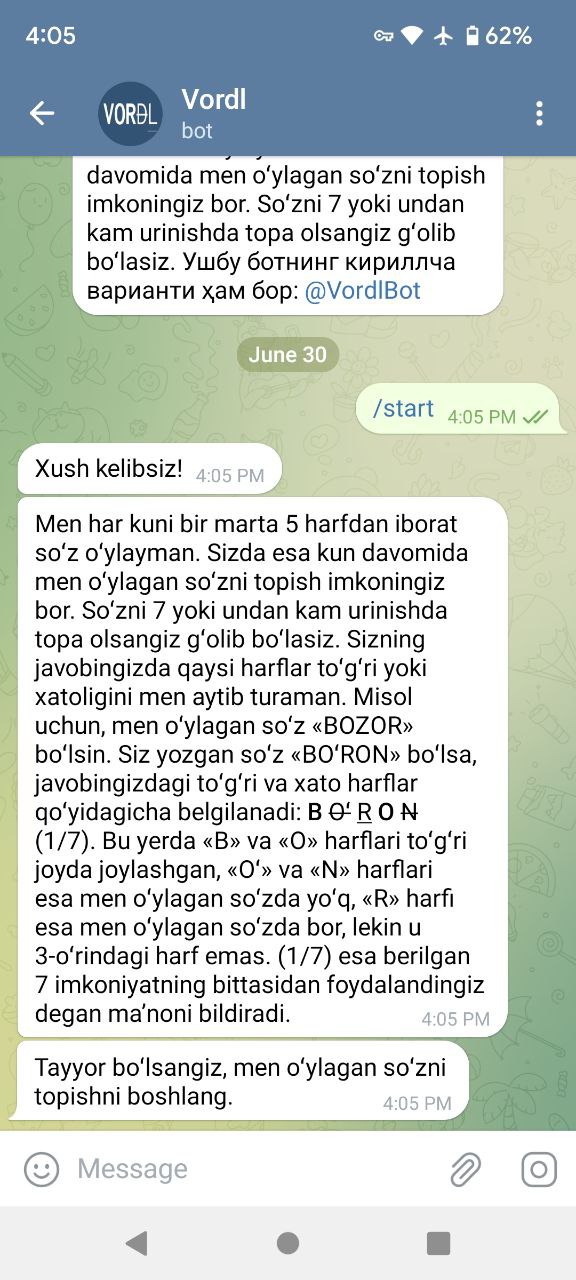 4:05
62%
VORDL
Vordl
bot
davomida men oʻylagan soʻzni topish
imkoningiz bor. Soʻzni 7 yoki undan
kam urinishda topa olsangiz gʻolib
boʻlasiz. Ушбу ботнинг кириллча
варианти ҳам бор: @VordlBot
June 30
/start 4:05 PM
Xush kelibsiz! 4:05 PM
Men har kuni bir marta 5 harfdan iborat
soʻz oʻylayman. Sizda esa kun davomida
men oʻylagan soʻzni topish imkoningiz
bor. Soʻzni 7 yoki undan kam urinishda
topa olsangiz gʻolib boʻlasiz. Sizning
javobingizda qaysi harflar toʻgʻri yoki
xatoligini men aytib turaman. Misol
uchun, men oʻylagan soʻz «BOZOR»
boʻlsin. Siz yozgan soʻz «BOʻRON» boʻlsa,
javobingizdagi toʻgʻri va xato harflar
qoʻyidagicha belgilanadi: B Oʻ R O N
(1/7). Bu yerda «B» va «O» harflari toʻgʻri
joyda joylashgan, «Oʻ» va «N» harflari
esa men oʻylagan soʻzda yoʻq, «R» harfi
esa men oʻylagan soʻzda bor, lekin u
3-oʻrindagi harf emas. (1/7) esa berilgan
7 imkoniyatning bittasidan foydalandingiz
degan maʼnoni bildiradi. 4:05 PM
Tayyor boʻlsangiz, men oʻylagan soʻzni
topishni boshlang. 4:05 PM
Message